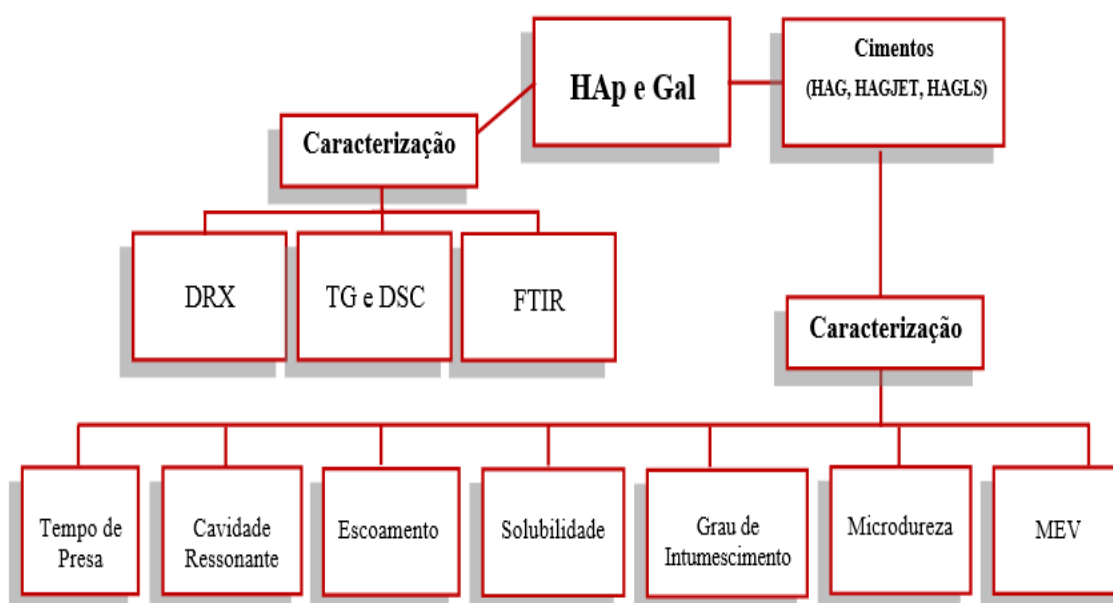 HAp e Gal
Cimentos
(HAG, HAGJET, HAGLS)
Caracterização
DRX
TG e DSC
FTIR
Caracterização
Tempo de
Presa
Cavidade
Ressonante
Escoamento
Solubilidade
Grau de
Intumescimento
Microdureza
MEV